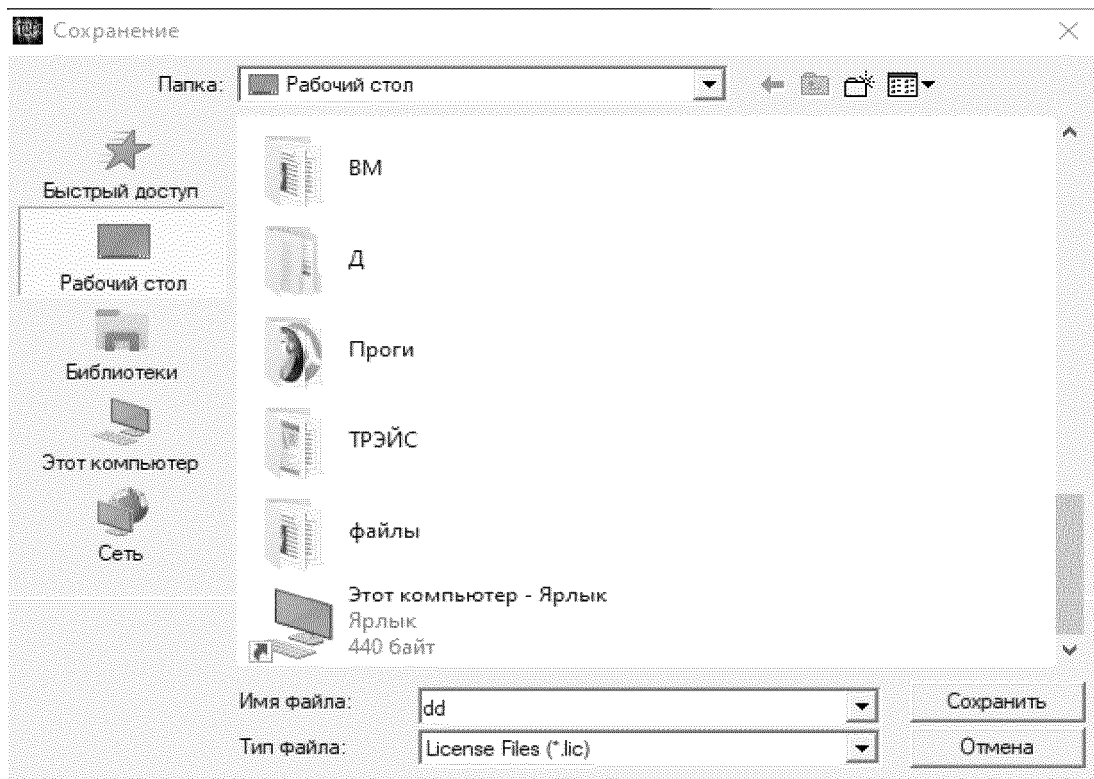 Сохранение
Папка: Рабочий стол
Быстрый доступ
Рабочий стол
Библиотеки
Этот компьютер
Сеть
ВМ
Д
Проги
ТРЭЙС
файлы
Этот компьютер - Ярлык
Ярлык
440 байт
Имя файла: dd Сохранить
Тип файла: License Files (*.lic) Отмена